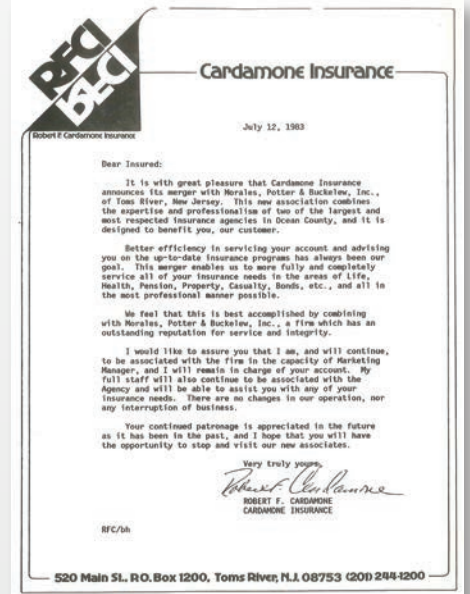 RFCI
RFCI
Robert F. Cardamone Insurance
Cardamone Insurance
July 12, 1983
Dear Insured:
It is with great pleasure that Cardamone Insurance
announces its merger with Morales, Potter & Buckelew, Inc.,
of Toms River, New Jersey. This new association combines
the expertise and professionalism of two of the largest and
most respected insurance agencies in Ocean County, and it is
designed to benefit you, our customer.
Better efficiency in servicing your account and advising
you on the up-to-date insurance programs has always been our
goal. This merger enables us to more fully and completely
service all of your insurance needs in the areas of Life,
Health, Pension, Property, Casualty, Bonds, etc., and all in
the most professional manner possible.
We feel that this is best accomplished by combining
with Morales, Potter & Buckelew, Inc., a firm which has an
outstanding reputation for service and integrity.
I would like to assure you that I am, and will continue,
to be associated with the firm in the capacity of Marketing
Manager, and I will remain in charge of your account. My
full staff will also continue to be associated with the
Agency and will be able to assist you with any of your
insurance needs. There are no changes in our operation, nor
any interruption of business.
Your continued patronage is appreciated in the future
as it has been in the past, and I hope that you will have
the opportunity to stop and visit our new associates.
Very truly yours,
Robert F. Cardamone
ROBERT F. CARDAMONE
CARDAMONE INSURANCE
RFC/bh
520 Main St., P.O. Box 1200, Toms River, N.J. 08753 (201) 244-1200